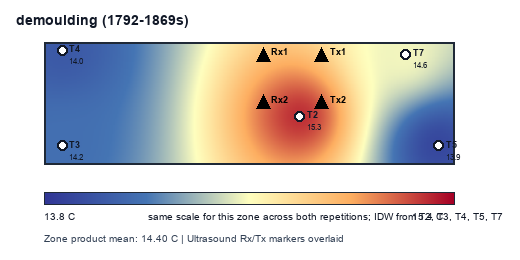 demoulding (1792-1869s)
T4
14.0
Rx1
Tx1
T7
14.6
Rx2
Tx2
T2
15.3
T3
14.2
T5
13.9
13.8 C
same scale for this zone across both repetitions; IDW from T2, T3, T4, T5, T7
Zone product mean: 14.40 C | Ultrasound Rx/Tx markers overlaid